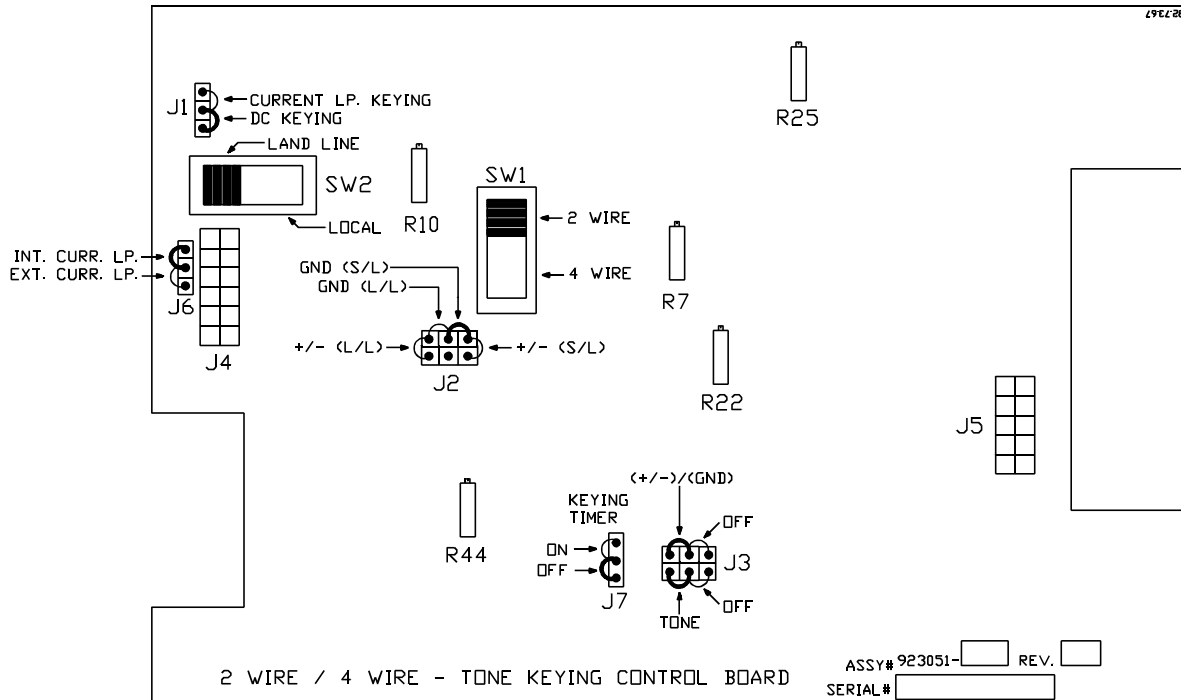 J1
CURRENT LP. KEYING
DC KEYING
LAND LINE
SW2
LOCAL
R10
SW1
2 WIRE
4 WIRE
R25
R7
INT. CURR. LP.
EXT. CURR. LP.
J6
J4
GND (S/L)
GND (L/L)
+/- (L/L)
+/- (S/L)
J2
R22
J5
R44
KEYING
TIMER
ON
OFF
J7
(+/-)/(GND)
OFF
J3
OFF
TONE
2 WIRE / 4 WIRE - TONE KEYING CONTROL BOARD
ASSY# 923051-
REV.
SERIAL#